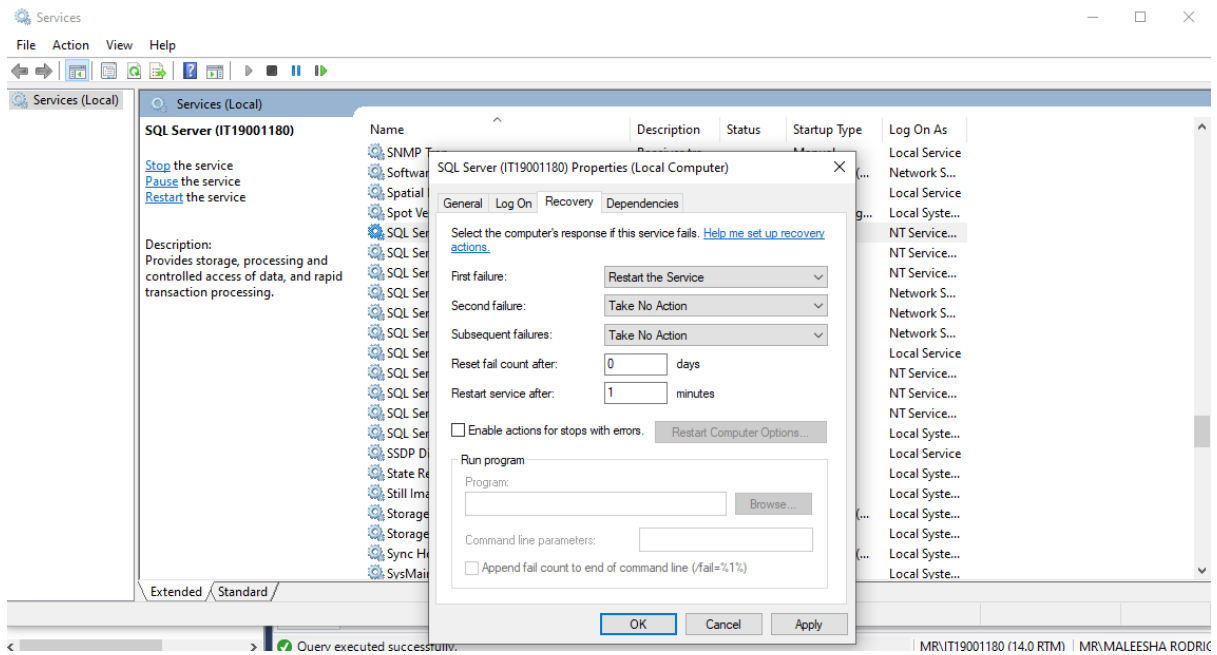 Services
File Action View Help
Services (Local)
Services (Local)
SQL Server (IT19001180)
Stop the service
Pause the service
Restart the service
Description:
Provides storage, processing and
controlled access of data, and rapid
transaction processing.
Name Description Status Startup Type Log On As
SNMP Local Service
Softwar (... Network S...
Spatial Local Service
Spot Ve g... Local Syste...
SQL Ser NT Service...
SQL Ser NT Service...
SQL Ser NT Service...
SQL Ser Network S...
SQL Ser Network S...
SQL Ser Network S...
SQL Ser Local Service
SQL Ser NT Service...
SQL Ser NT Service...
SQL Ser NT Service...
SQL Ser Local Syste...
SSDP D Local Service
State Re Local Syste...
Still Ima Local Syste...
Storage (... Local Syste...
Storage Local Syste...
Sync Ho (... Local Syste...
SysMai Local Syste...
Extended Standard
SQL Server (IT19001180) Properties (Local Computer)
General Log On Recovery Dependencies
Select the computer's response if this service fails. Help me set up recovery
actions.
First failure: Restart the Service
Second failure: Take No Action
Subsequent failures: Take No Action
Reset fail count after: 0 days
Restart service after: 1 minutes
Enable actions for stops with errors. Restart Computer Options...
Run program
Program:
Browse...
Command line parameters:
Append fail count to end of command line (/fail=%1%)
OK Cancel Apply
Query executed successfully. MR\IT19001180 (14.0 RTM) MR\MALEESHA RODRIG